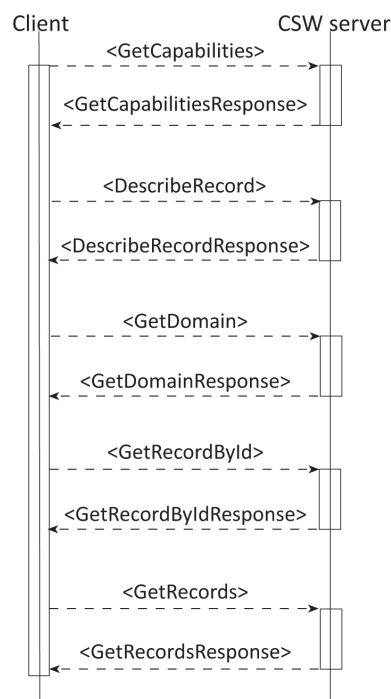 Client CSW server
<GetCapabilities>
<GetCapabilitiesResponse>
<DescribeRecord>
<DescribeRecordResponse>
<GetDomain>
<GetDomainResponse>
<GetRecordById>
<GetRecordByIdResponse>
<GetRecords>
<GetRecordsResponse>